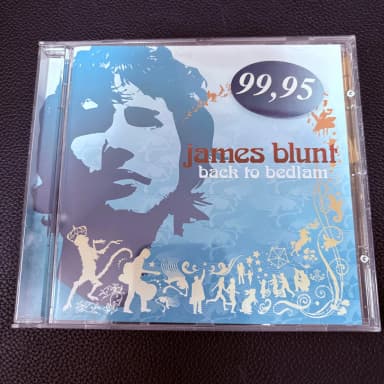 99,95
james blunt
back to bedlam